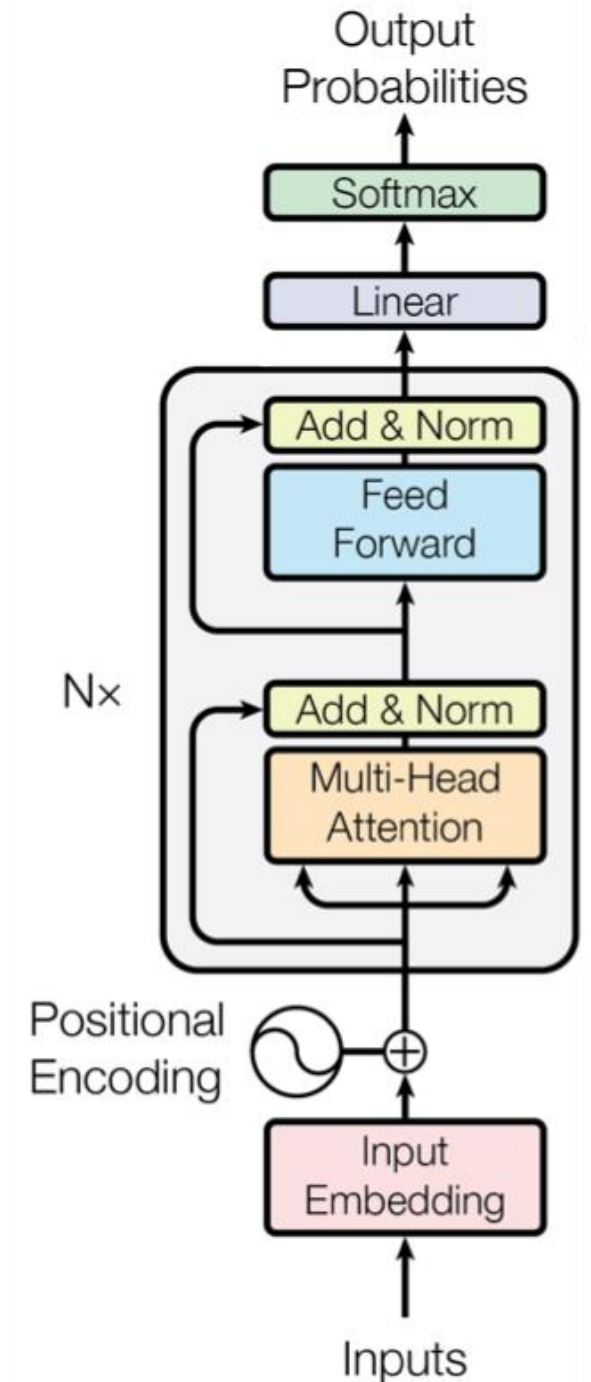 Output
Probabilities
Softmax
Linear
Add & Norm
Feed
Forward
N×
Add & Norm
Multi-Head
Attention
Positional
Encoding
Input
Embedding
Inputs